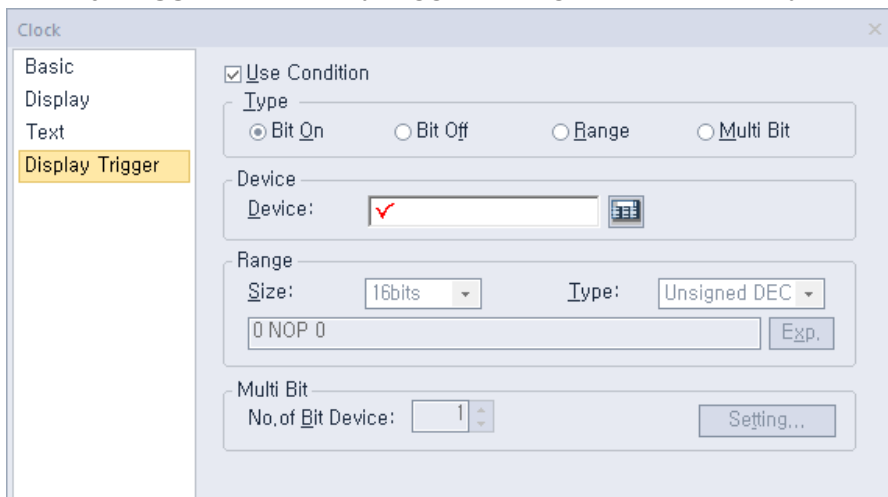 Clock
Basic
Display
Text
Display Trigger
Use Condition
Type
Bit On Bit Off Range Multi Bit
Device
Device:
Range
Size: 16bits Type: Unsigned DEC
0 NOP 0 Exp.
Multi Bit
No.of Bit Device: 1 Setting...